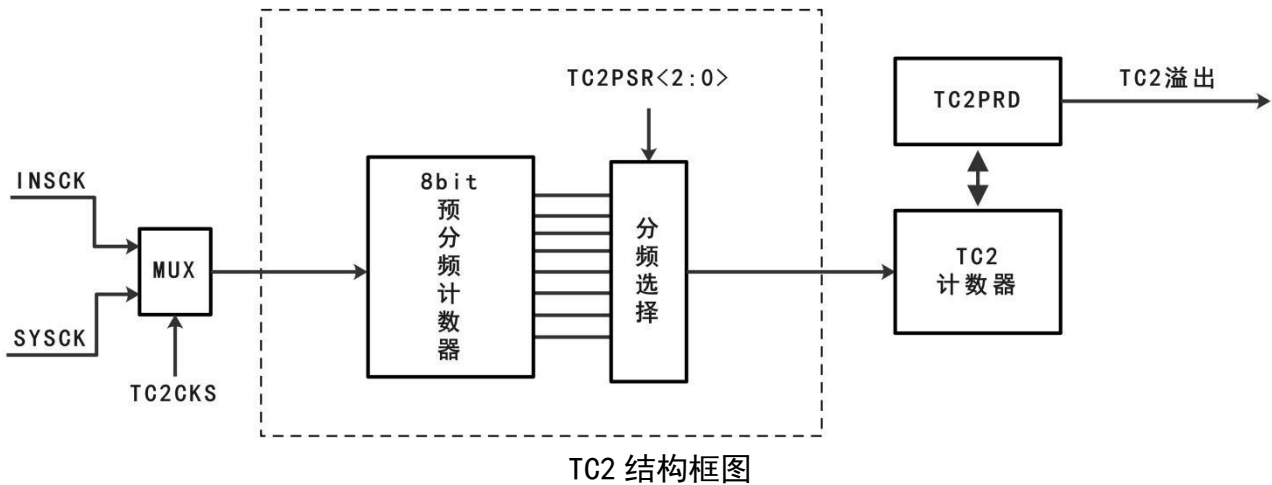 TC2PSR<2:0>
TC2PRD
TC2溢出
INSCK
8bit
预
分
频
计
数
器
分
频
选
择
MUX
TC2
计数器
SYSCK
TC2CKS
TC2 结构框图